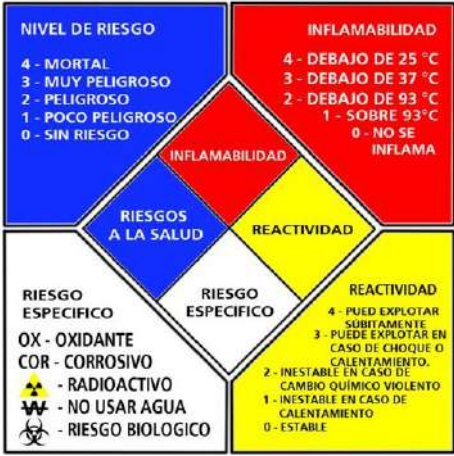 NIVEL DE RIESGO
4 - MORTAL
3 - MUY PELIGROSO
2 - PELIGROSO
1 - POCO PELIGROSO
0 - SIN RIESGO
INFLAMABILIDAD
4 - DEBAJO DE 25 °C
3 - DEBAJO DE 37 °C
2 - DEBAJO DE 93 °C
1 - SOBRE 93°C
0 - NO SE
INFLAMA
INFLAMABILIDAD
RIESGOS
A LA SALUD
REACTIVIDAD
RIESGO
ESPECIFICO
RIESGO
ESPECIFICO
OX - OXIDANTE
COR - CORROSIVO
- RADIOACTIVO
W - NO USAR AGUA
- RIESGO BIOLOGICO
REACTIVIDAD
4 - PUED EXPLOTAR
SÚBITAMENTE
3 - PUEDE EXPLOTAR EN
CASO DE CHOQUE O
CALENTAMIENTO.
2 - INESTABLE EN CASO DE
CAMBIO QUÍMICO VIOLENTO
1 - INESTABLE EN CASO DE
CALENTAMIENTO
0 - ESTABLE